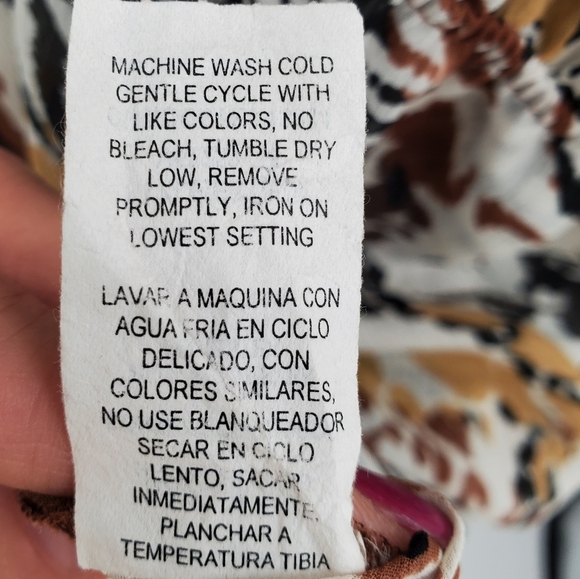 MACHINE WASH COLD
GENTLE CYCLE WITH
LIKE COLORS, NO
BLEACH, TUMBLE DRY
LOW, REMOVE
PROMPTLY, IRON ON
LOWEST SETTING
LAVAR A MAQUINA CON
AGUA FRIA EN CICLO
DELICADO, CON
COLORES SIMILARES,
NO USE BLANQUEADOR
SECAR EN CICLO
LENTO, SACAR
INMEDIATAMENTE,
PLANCHAR A
TEMPERATURA TIBIA